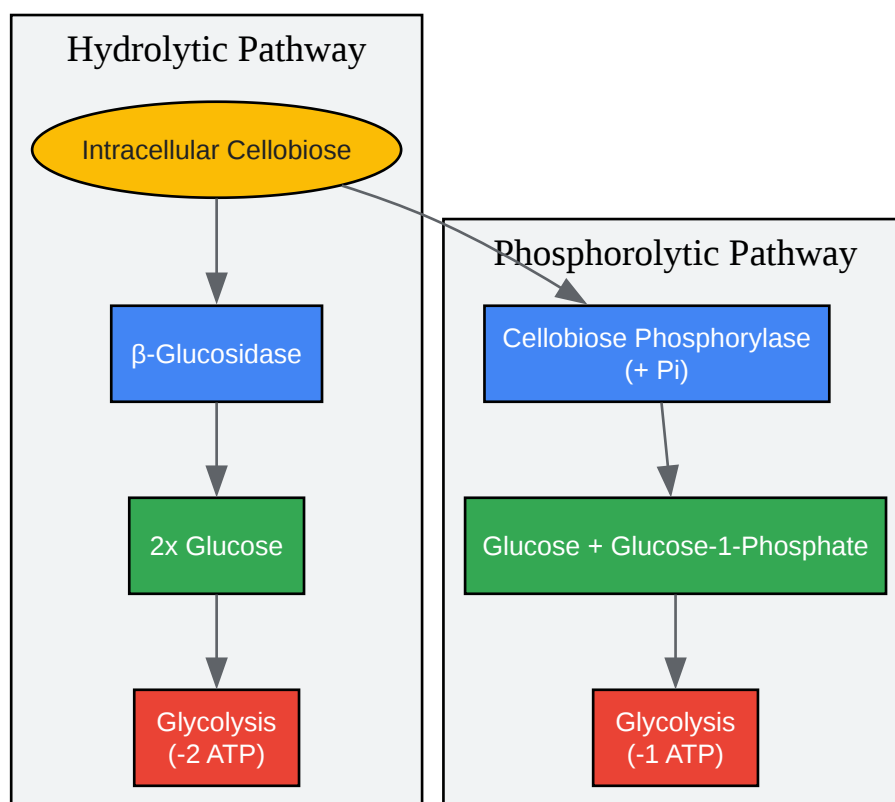 Hydrolytic Pathway
Intracellular Cellobiose
β-Glucosidase
2x Glucose
Glycolysis
(-2 ATP)
Phosphorolytic Pathway
Cellobiose Phosphorylase
(+ Pi)
Glucose + Glucose-1-Phosphate
Glycolysis
(-1 ATP)